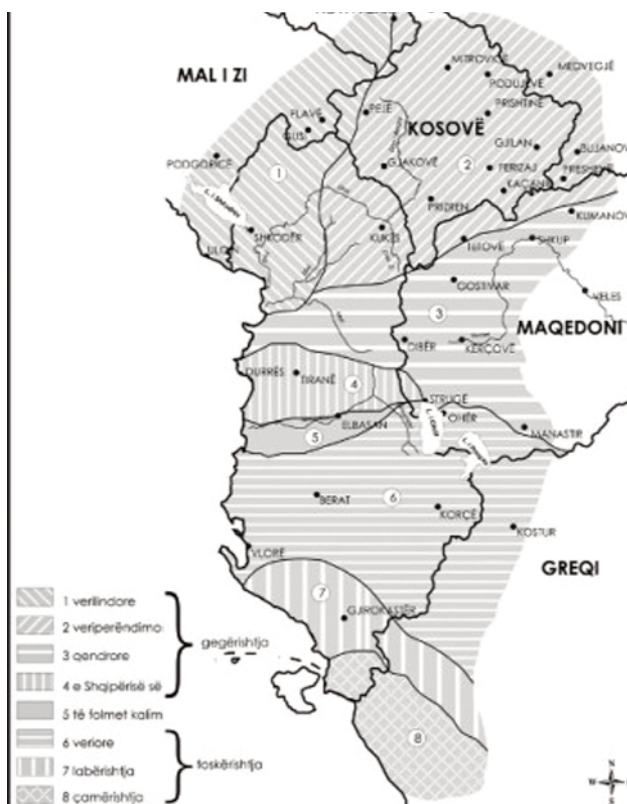 MAL I ZI
MITROVICË
PODUJEVË
MEDVEGJË
PLAVË
PEJË
PRISHTINË
GUSI
KOSOVË
GJILAN
BUJANOV
PODGORICË
1
GJAKOVË
2
FERIZAJ
PRESHEVË
KAÇANIK
L. i Shkodrës
PRIZREN
KUMANOV
ULQIN
SHKODËR
KUKËS
TETOVË
SHKUP
GOSTIVAR
VELES
3
MAQEDONI
DIBËR
KËRÇOVË
DURRËS
TIRANË
4
STRUGË
OHËR
ELBASAN
MANASTIR
5
BERAT
6
KORÇË
KOSTUR
VLORË
GREQI
7
GJIROKASTËR
1 verilindore
2 veriperëndimo
3 qendrore
4 e Shqipërisë së
gegërishtja
5 të folmet kalim
6 veriore
7 labërishtja
8 çamërishtja
toskërishtja
8
N
S